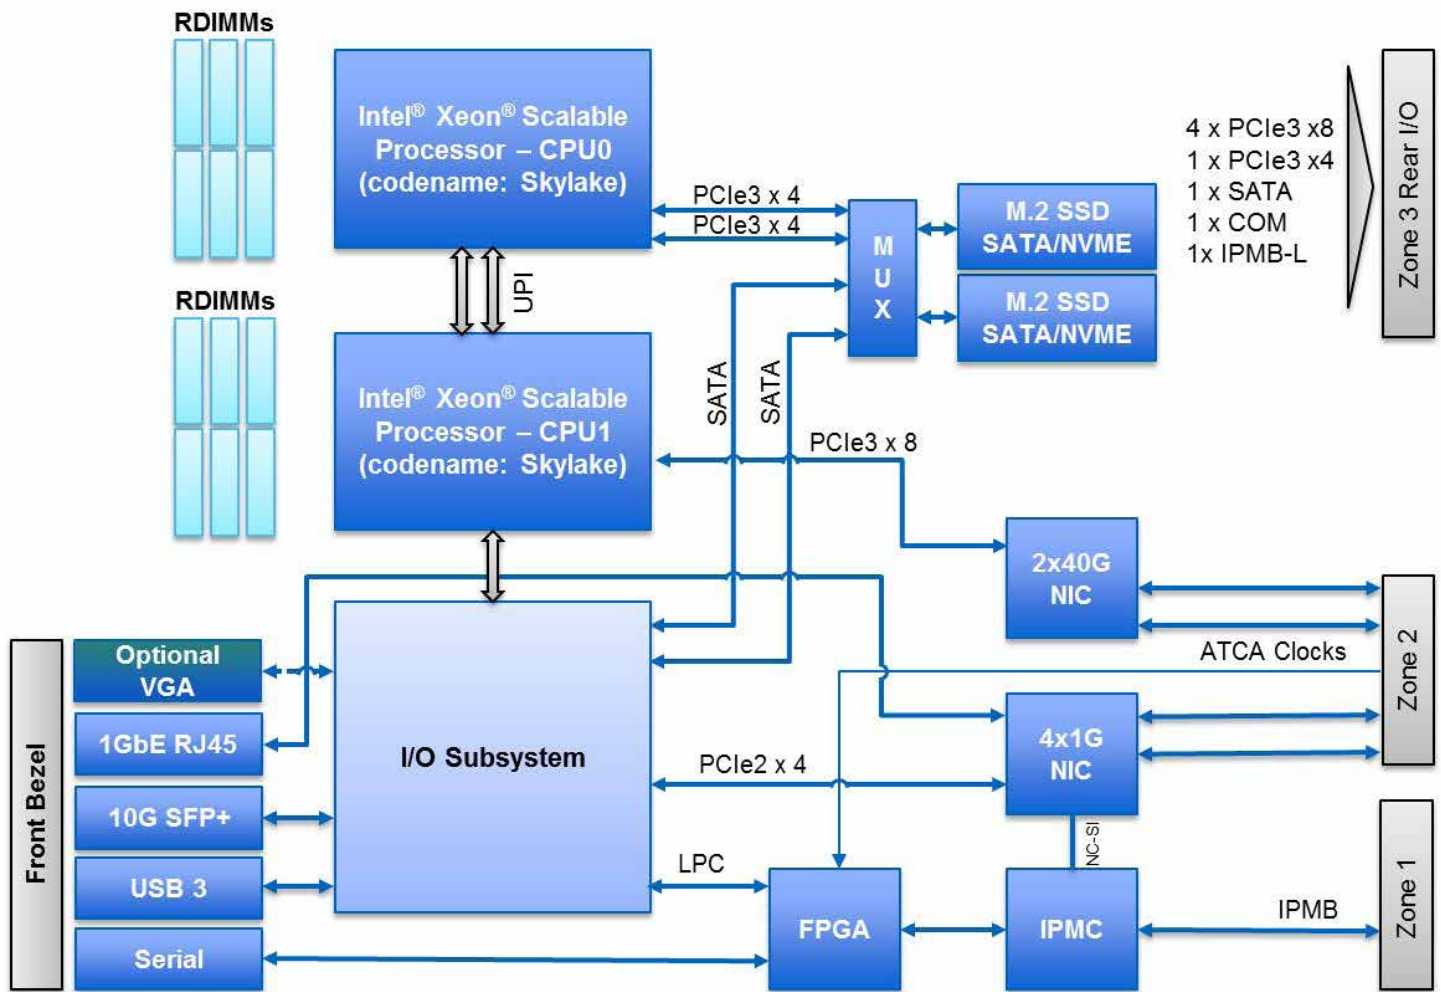 RDIMMs
Intel® Xeon® Scalable
Processor – CPU0
(codename: Skylake)
PCIe3 x 4
PCIe3 x 4
MUX
M.2 SSD
SATA/NVME
M.2 SSD
SATA/NVME
4 x PCIe3 x8
1 x PCIe3 x4
1 x SATA
1 x COM
1x IPMB-L
Zone 3 Rear I/O
UPI
RDIMMs
Intel® Xeon® Scalable
Processor – CPU1
(codename: Skylake)
SATA
SATA
PCIe3 x 8
2x40G
NIC
Zone 2
ATCA Clocks
Front Bezel
Optional
VGA
1GbE RJ45
10G SFP+
USB 3
Serial
I/O Subsystem
PCIe2 x 4
4x1G
NIC
NC-SI
LPC
FPGA
IPMC
IPMB
Zone 1